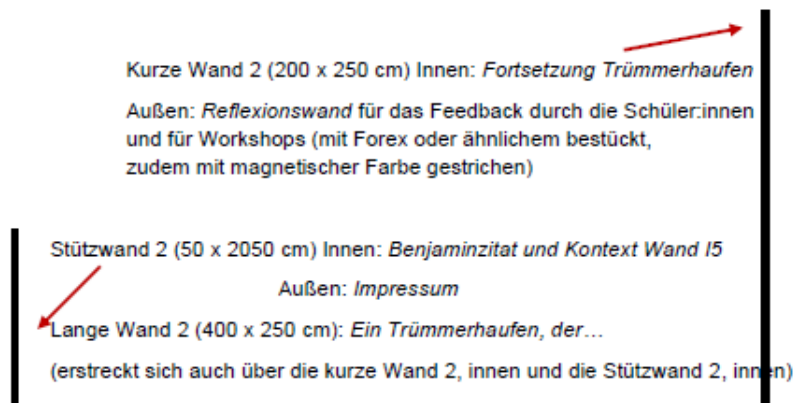 Kurze Wand 2 (200 x 250 cm) Innen: Fortsetzung Trümmerhaufen
Außen: Reflexionswand für das Feedback durch die Schüler:innen
und für Workshops (mit Forex oder ähnlichem bestückt,
zudem mit magnetischer Farbe gestrichen)
Stützwand 2 (50 x 2050 cm) Innen: Benjaminzitat und Kontext Wand I5
Außen: Impressum
Lange Wand 2 (400 x 250 cm): Ein Trümmerhaufen, der…
(erstreckt sich auch über die kurze Wand 2, innen und die Stützwand 2, innen)